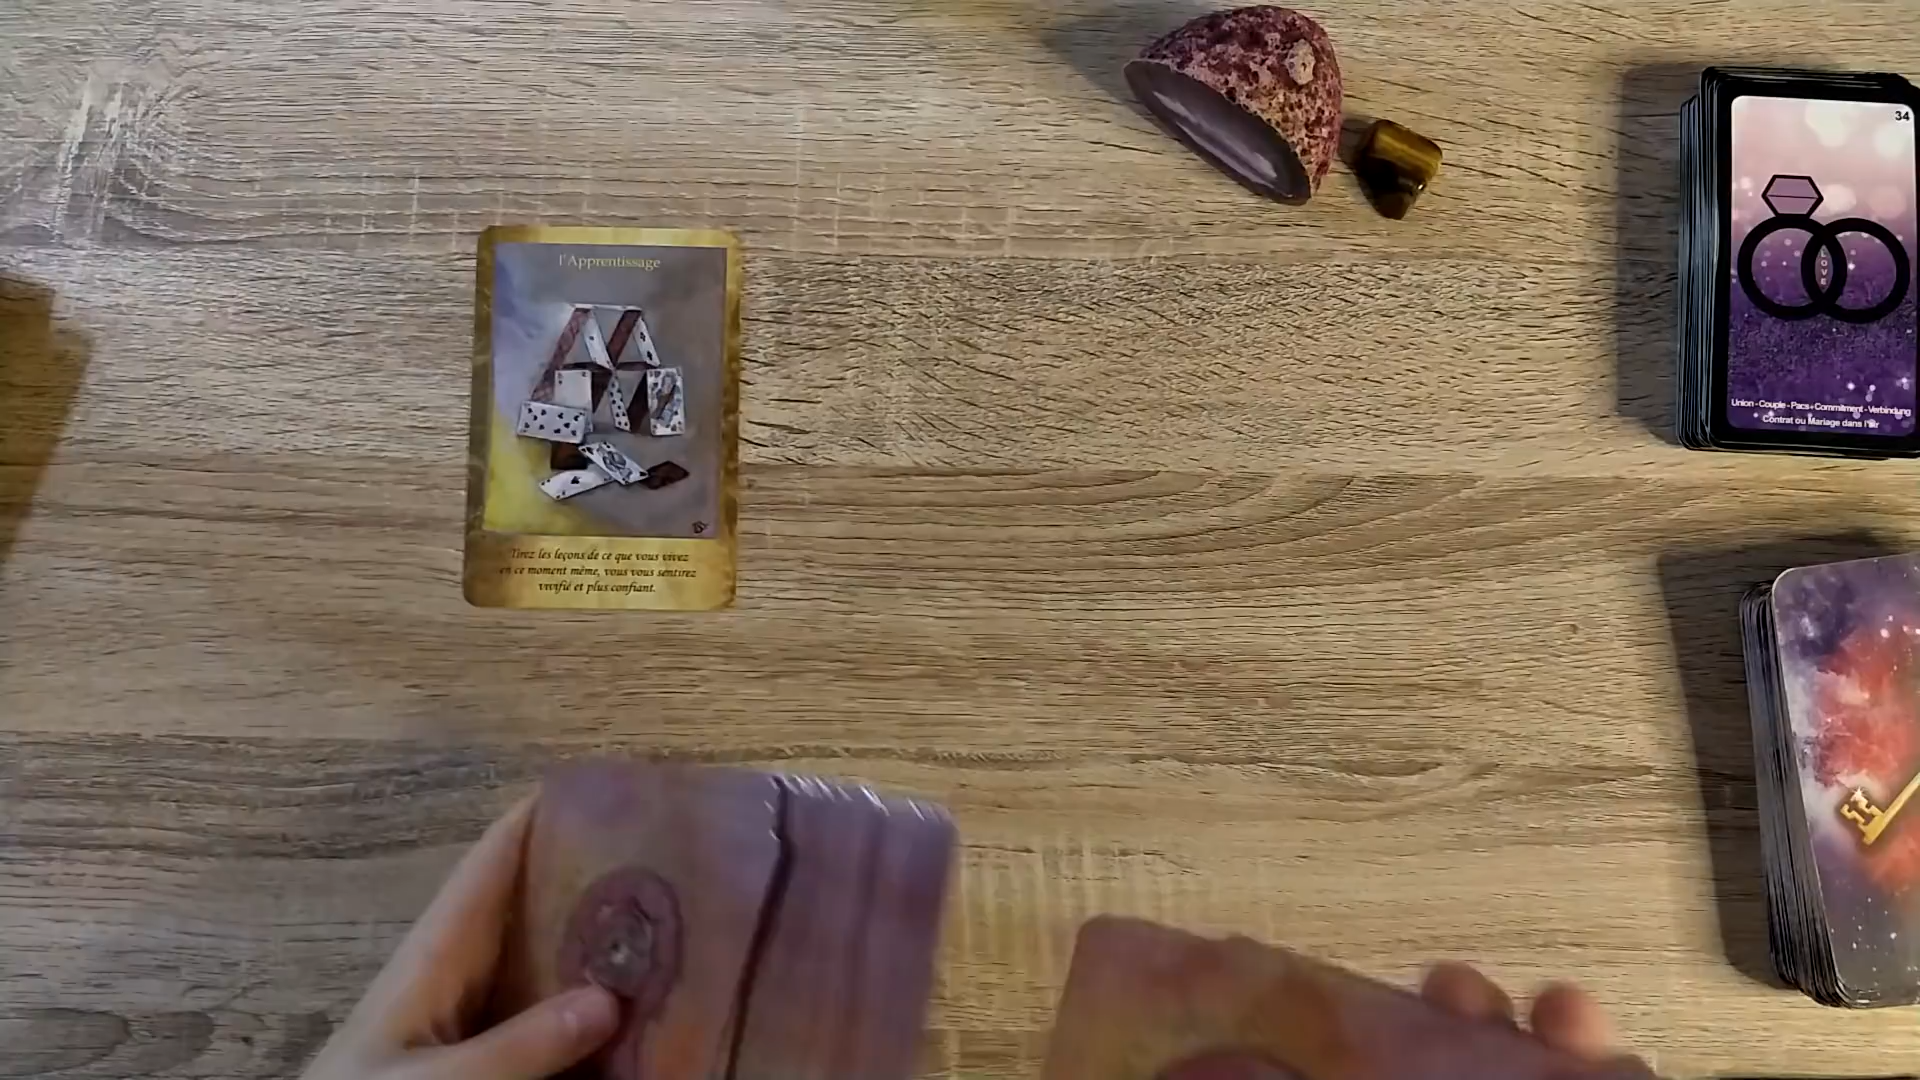 l'Apprentissage
Tirez les leçons de ce que vous vivez
en ce moment même, vous vous sentirez
vivifié et plus confiant.
34
LOVE
Union - Couple - Pacs - Commitment - Verbindung
Contrat ou Mariage dans l'air